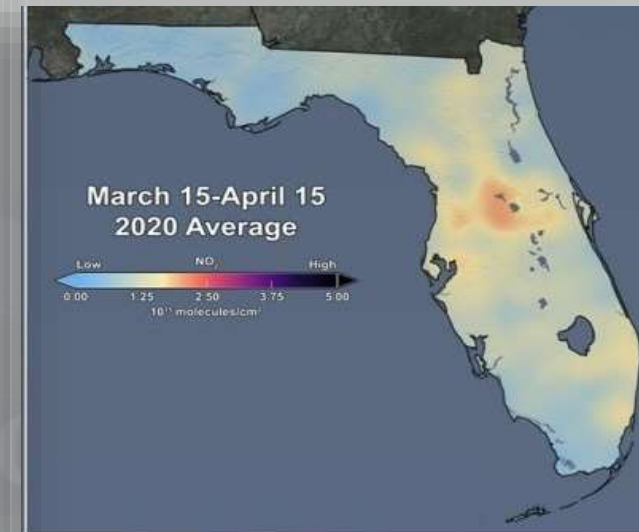 March 15-April 15
2020 Average
Low NO₂ High
0.00 1.25 2.50 3.75 5.00
molecules/cm²